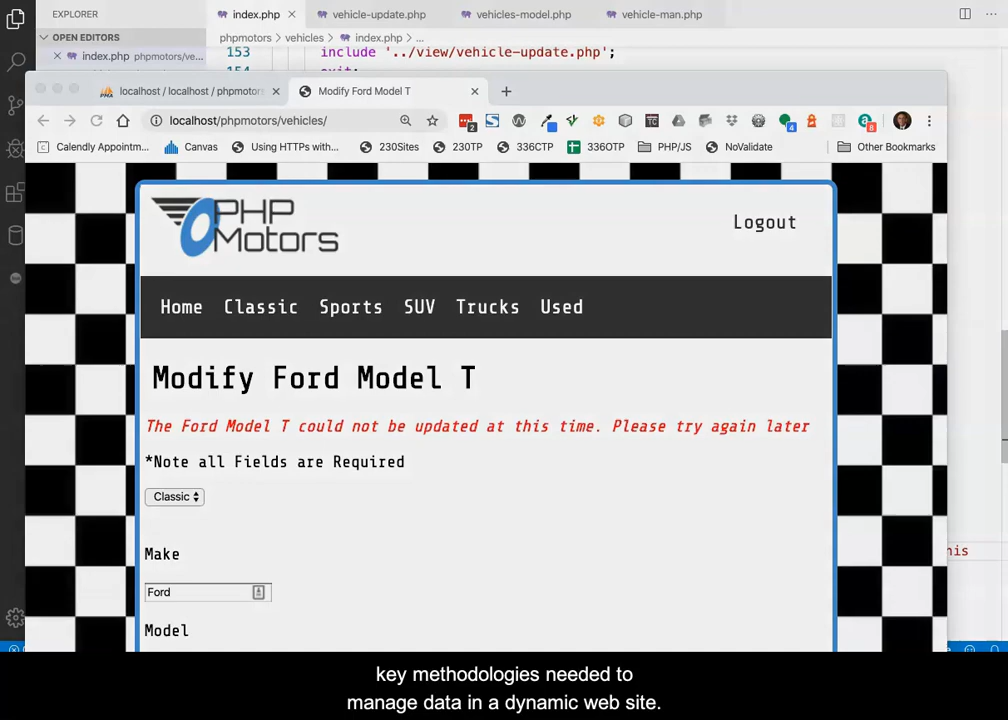 EXPLORER
index.php
vehicle-update.php
vehicles-model.php
vehicle-man.php
OPEN EDITORS
phpmotors > vehicles > index.php > ...
index.php phpmotors/ve...
153 include '../view/vehicle-update.php';
154 exit;
localhost / localhost / phpmotors
Modify Ford Model T
localhost/phpmotors/vehicles/
Calendly Appointm...
Canvas
Using HTTPs with...
230Sites
230TP
336CTP
336OTP
PHP/JS
NoValidate
Other Bookmarks
PHP Motors
Logout
Home Classic Sports SUV Trucks Used
Modify Ford Model T
The Ford Model T could not be updated at this time. Please try again later
*Note all Fields are Required
Classic
Make
Ford
Model
his
key methodologies needed to
manage data in a dynamic web site.